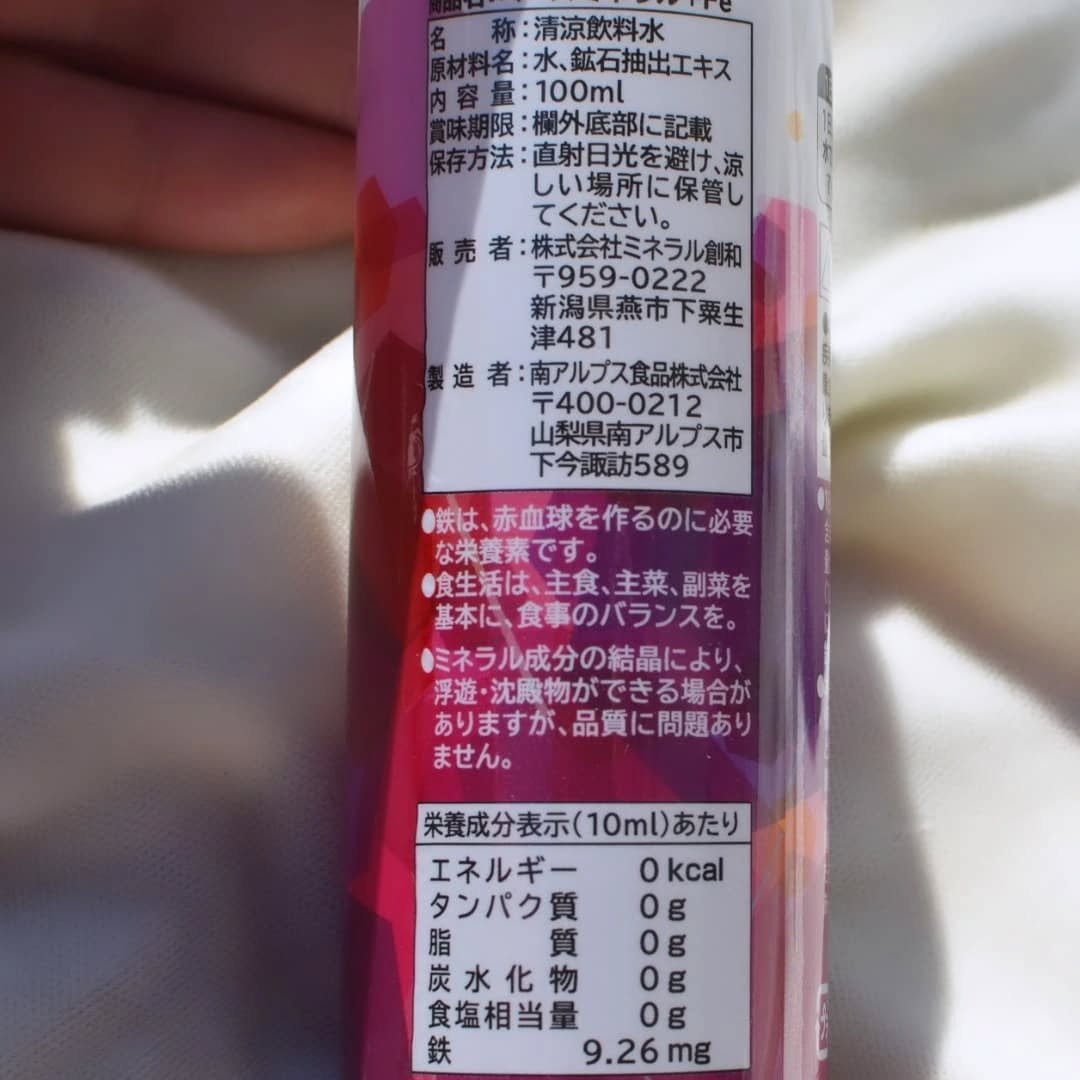 名称：清涼飲料水
原材料名：水、鉱石抽出エキス
内容量：100ml
賞味期限：欄外底部に記載
保存方法：直射日光を避け、涼
しい場所に保管し
てください。
販売者：株式会社ミネラル創和
〒959-0222
新潟県燕市下粟生
津481
製造者：南アルプス食品株式会社
〒400-0212
山梨県南アルプス市
下今諏訪589
●鉄は、赤血球を作るのに必要
な栄養素です。
●食生活は、主食、主菜、副菜を
基本に、食事のバランスを。
●ミネラル成分の結晶により、
浮遊・沈殿物ができる場合が
ありますが、品質に問題あり
ません。
栄養成分表示(10ml)あたり
エネルギー 0kcal
タンパク質 0g
脂質 0g
炭水化物 0g
食塩相当量 0g
鉄 9.26mg